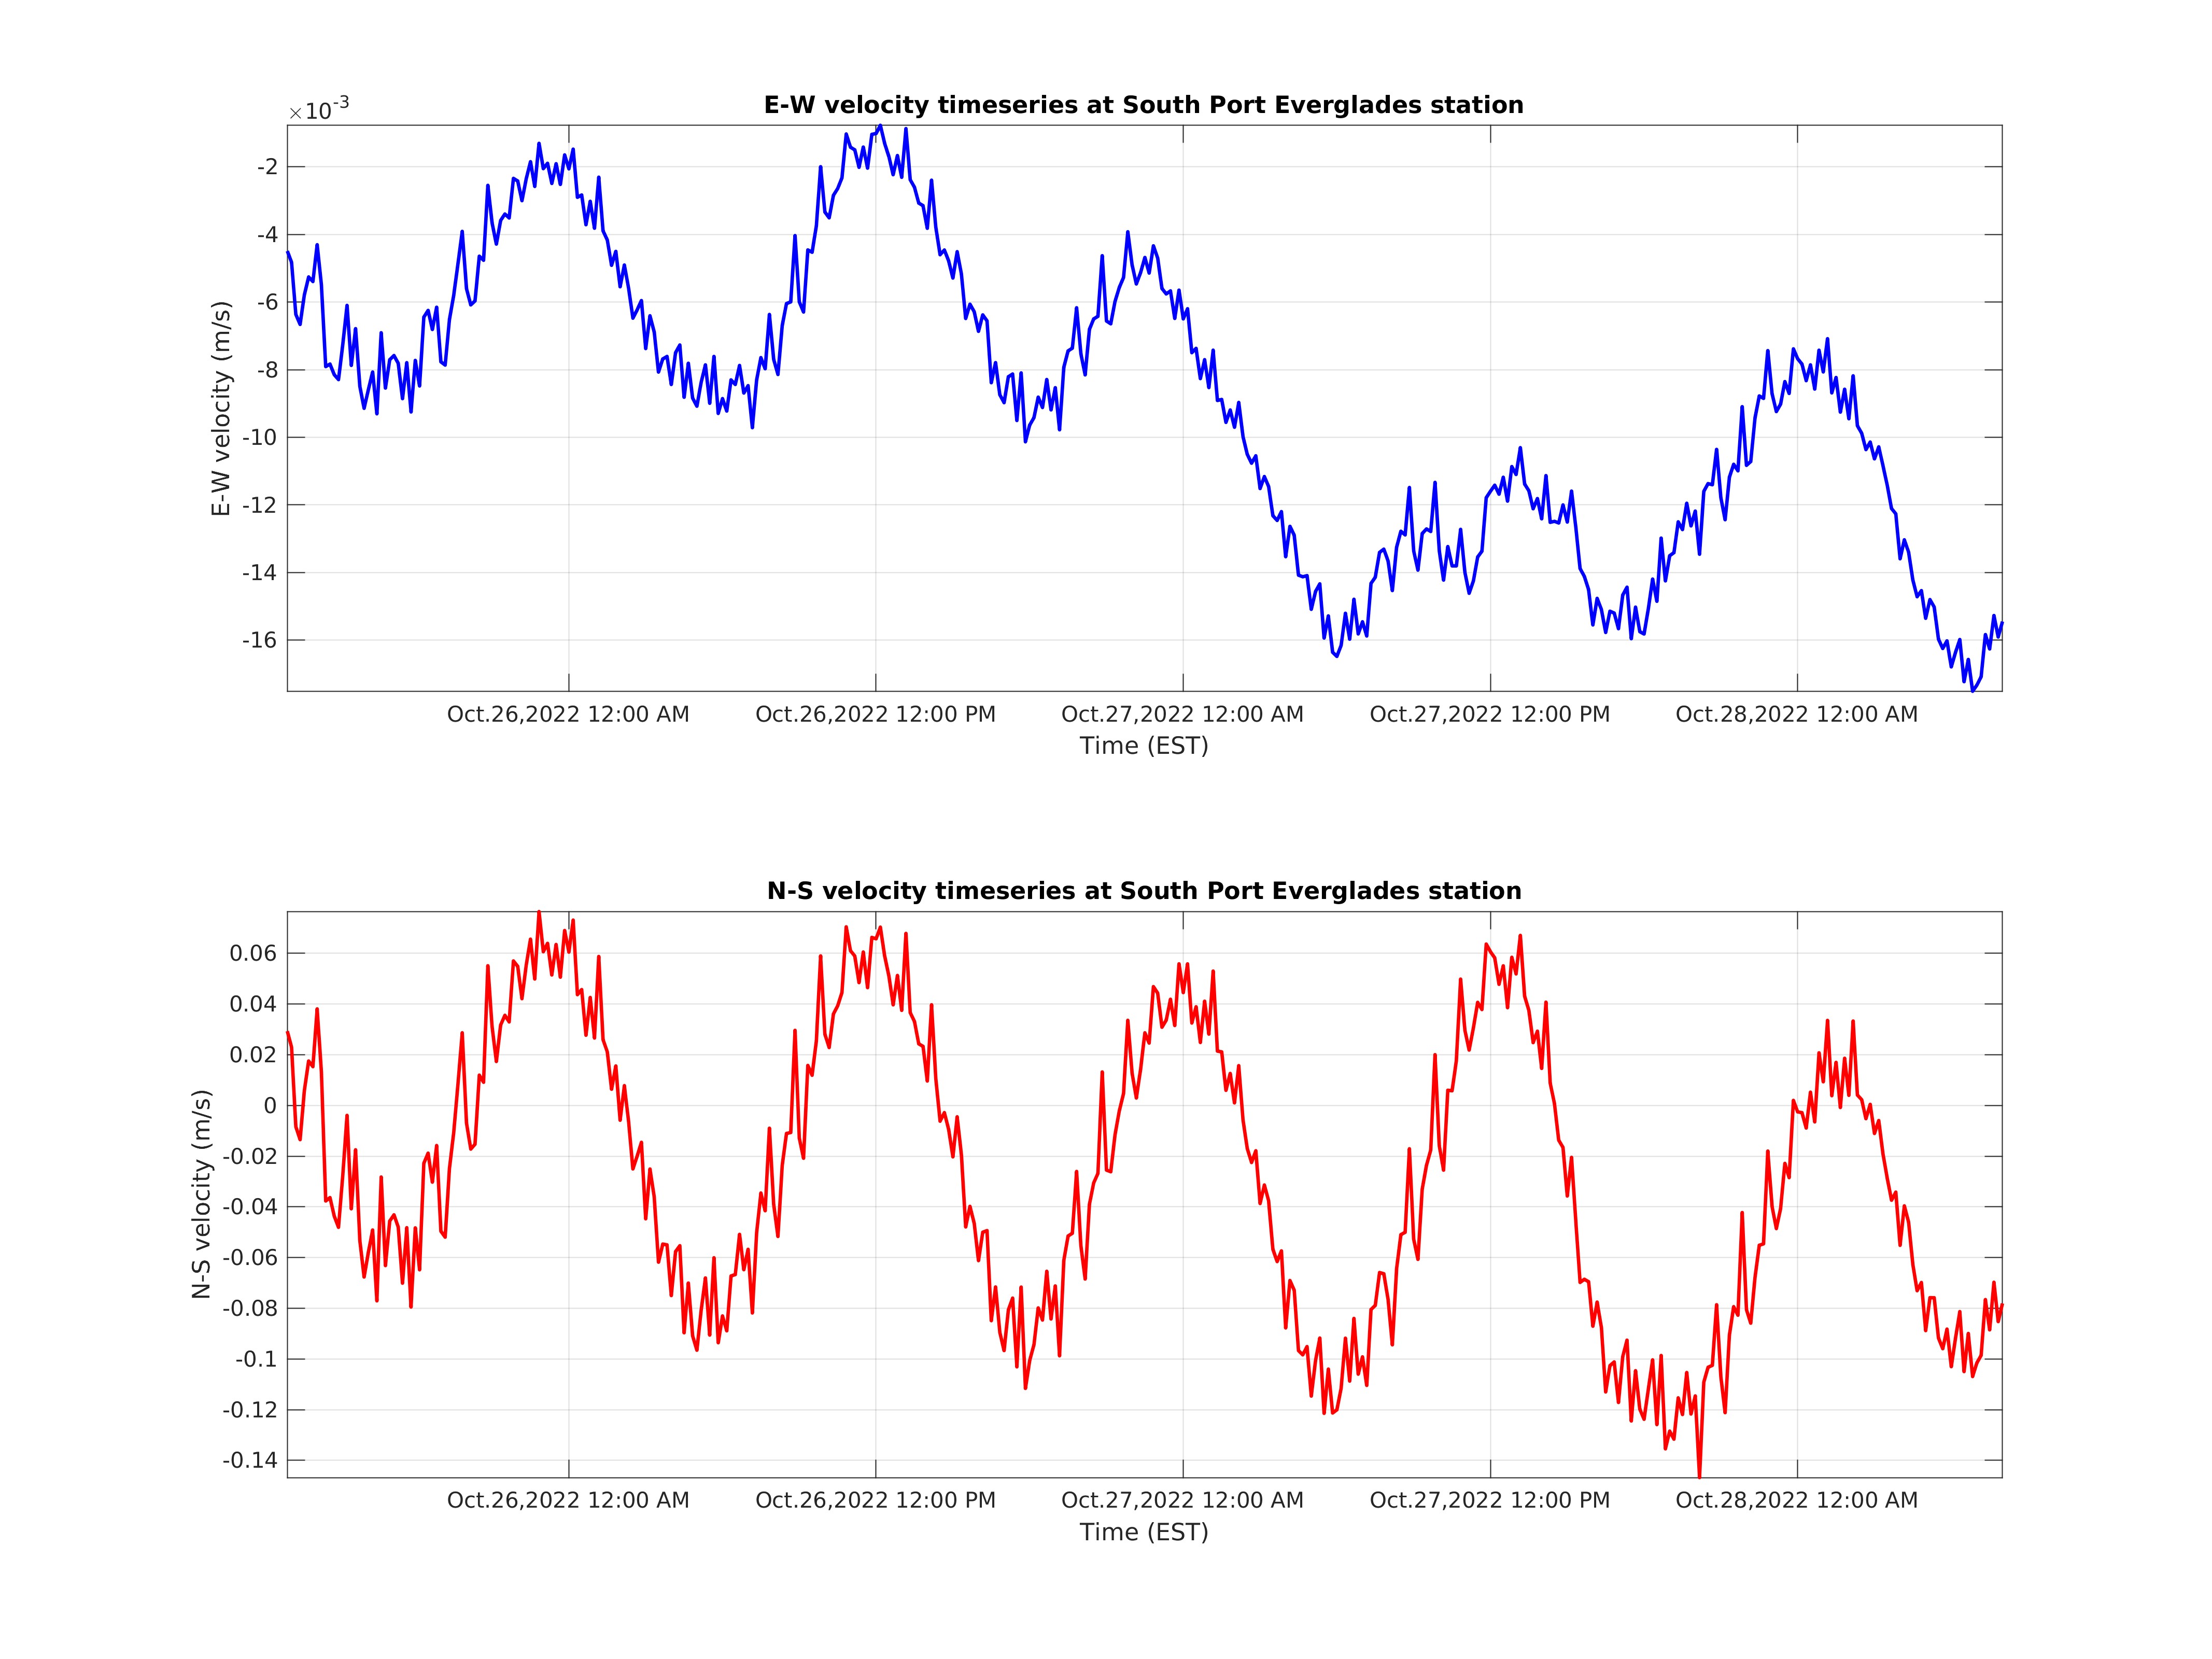 ×10-3
E-W velocity timeseries at South Port Everglades station
E-W velocity (m/s)
-2
-4
-6
-8
-10
-12
-14
-16
Oct.26,2022 12:00 AM
Oct.26,2022 12:00 PM
Oct.27,2022 12:00 AM
Oct.27,2022 12:00 PM
Oct.28,2022 12:00 AM
Time (EST)
N-S velocity timeseries at South Port Everglades station
N-S velocity (m/s)
0.06
0.04
0.02
0
-0.02
-0.04
-0.06
-0.08
-0.1
-0.12
-0.14
Oct.26,2022 12:00 AM
Oct.26,2022 12:00 PM
Oct.27,2022 12:00 AM
Oct.27,2022 12:00 PM
Oct.28,2022 12:00 AM
Time (EST)